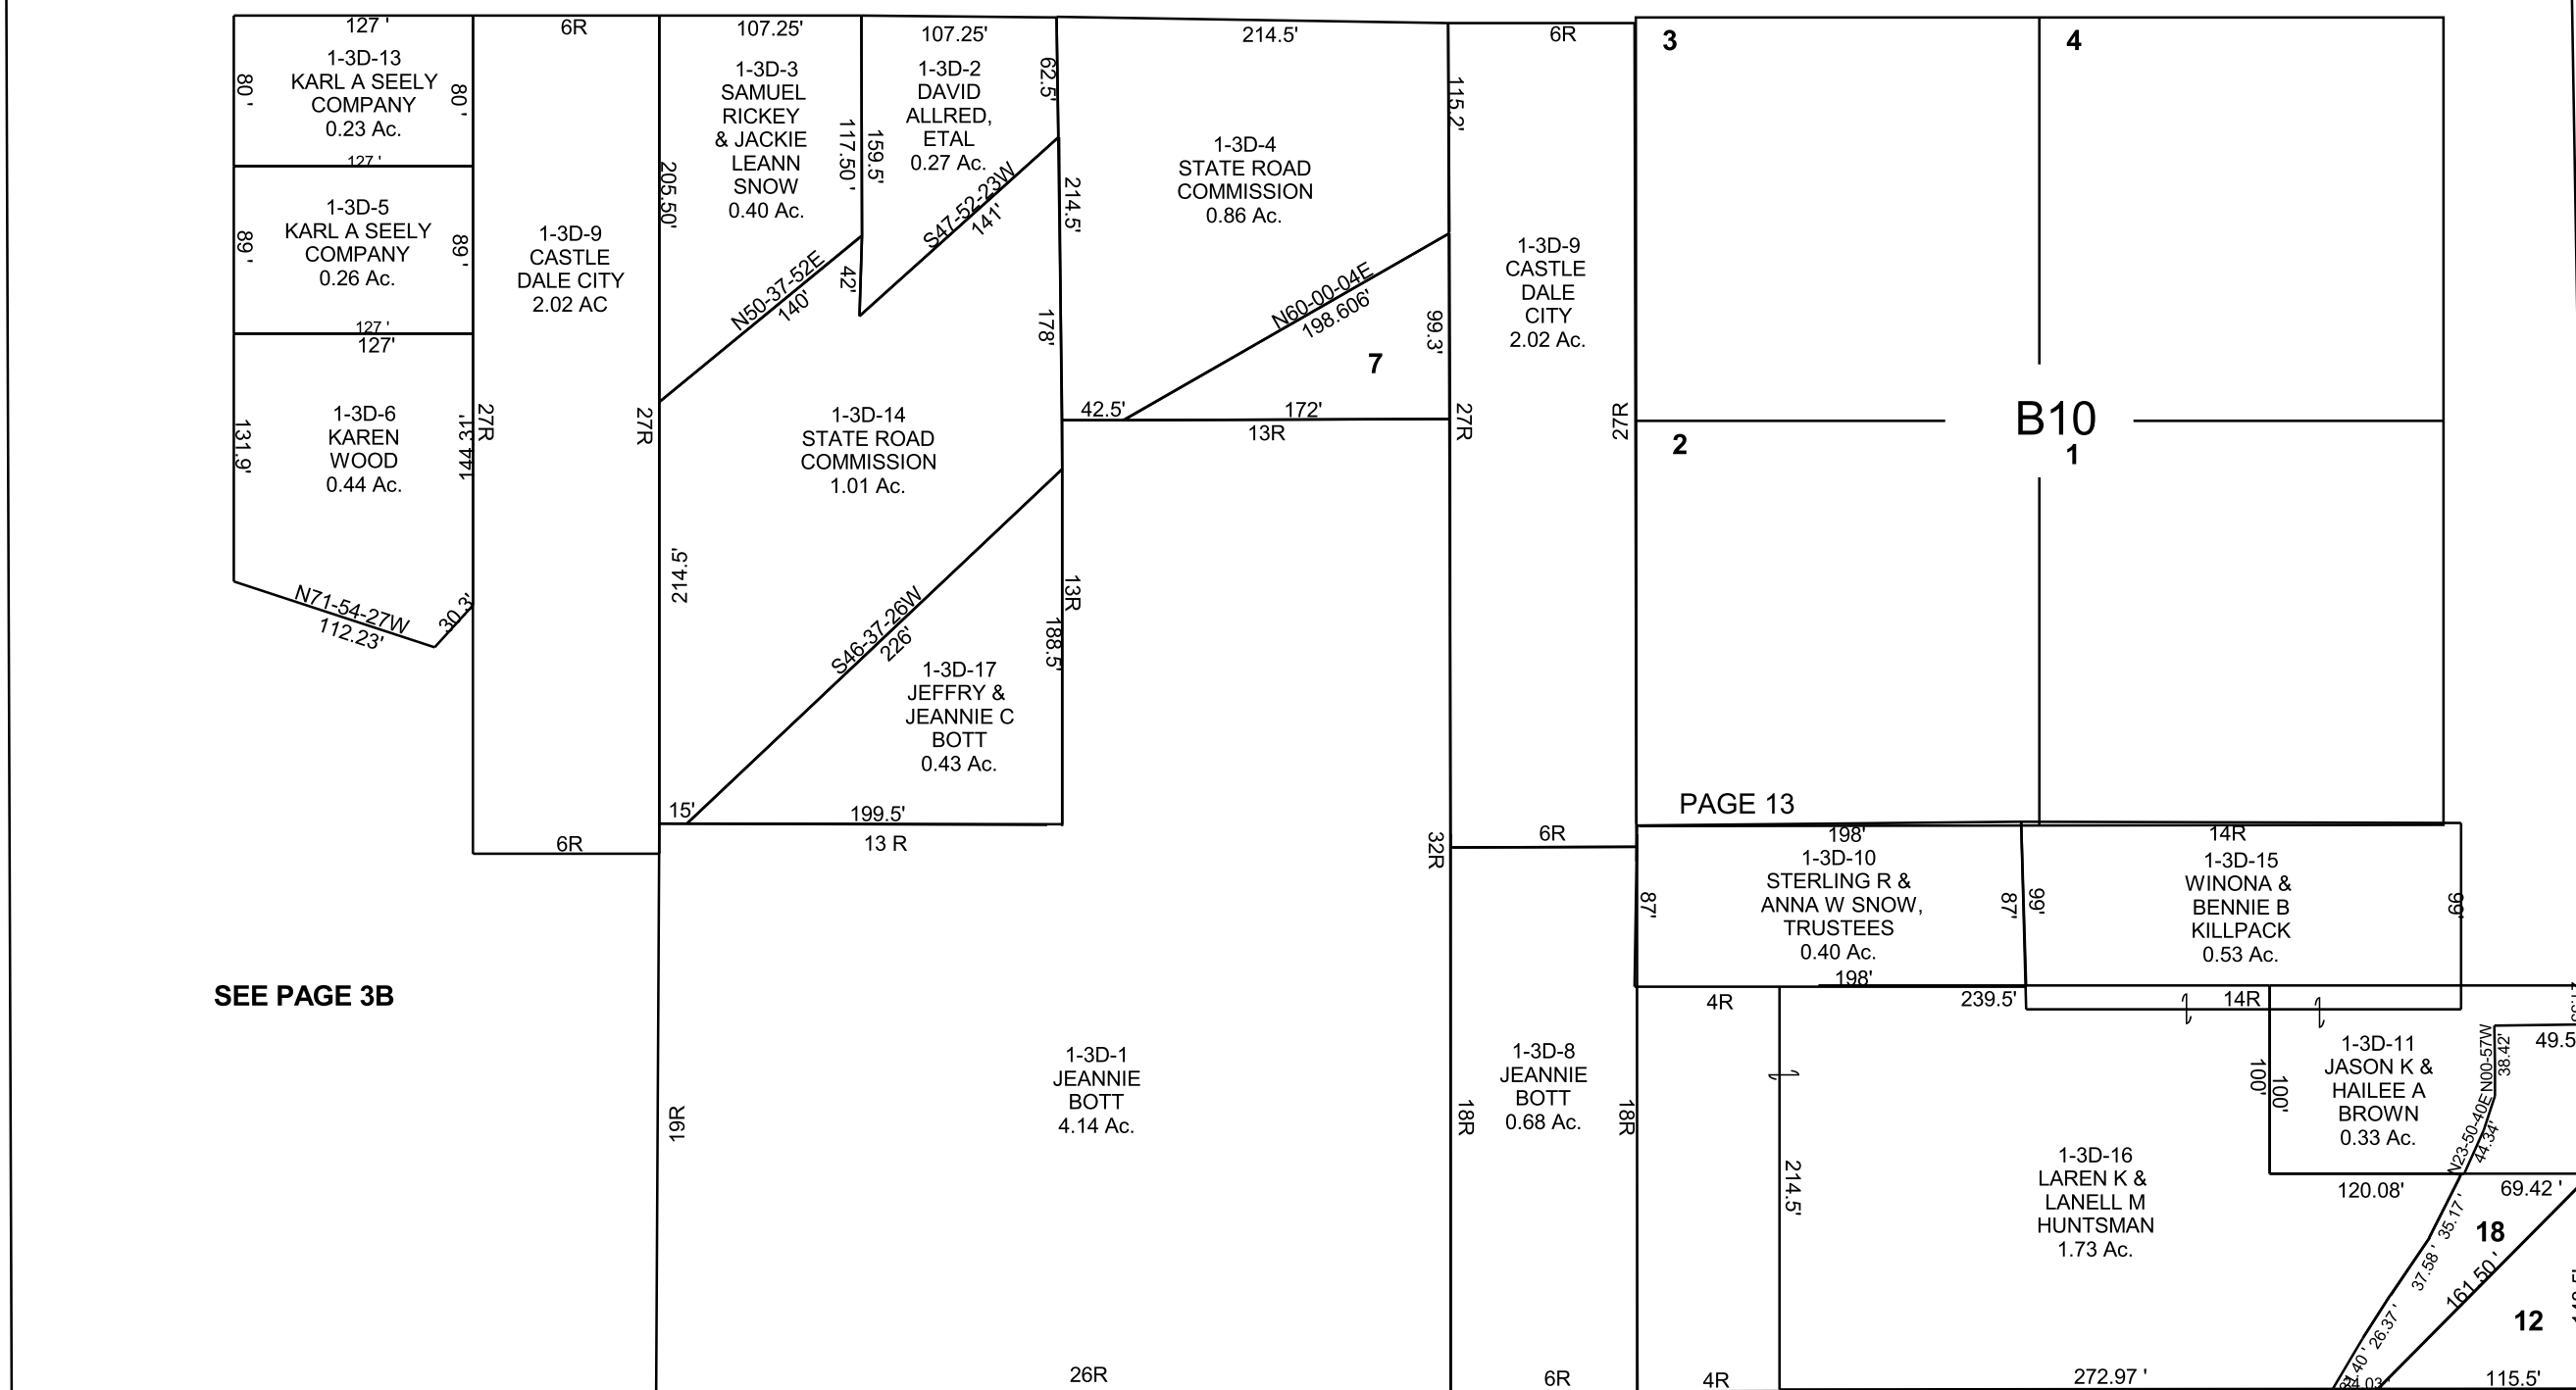 127 '
1-3D-13
KARL A SEELY
COMPANY
0.23 Ac.
80 '
80 '
127 '
1-3D-5
KARL A SEELY
COMPANY
0.26 Ac.
89 '
89 '
127 '
127'
1-3D-6
KAREN
WOOD
0.44 Ac.
131.9'
144.31'
N71-54-27W
112.23'
30.3'
6R
1-3D-9
CASTLE
DALE CITY
2.02 AC
27R
27R
6R
107.25'
1-3D-3
SAMUEL
RICKEY
& JACKIE
LEANN
SNOW
0.40 Ac.
205.50'
117.50 '
N50-37-52E
140'
107.25'
1-3D-2
DAVID
ALLRED,
ETAL
0.27 Ac.
159.5'
62.5'
42'
S47-52-23W
141'
1-3D-14
STATE ROAD
COMMISSION
1.01 Ac.
214.5'
178'
214.5'
S46-37-26W
226'
1-3D-17
JEFFRY &
JEANNIE C
BOTT
0.43 Ac.
13R
188.5'
15'
199.5'
13 R
214.5'
1-3D-4
STATE ROAD
COMMISSION
0.86 Ac.
115.2'
N60-00-04E
198.606'
99.3'
7
42.5'
172'
13R
6R
1-3D-9
CASTLE
DALE
CITY
2.02 Ac.
27R
27R
6R
3
4
B10
2
1
PAGE 13
198'
1-3D-10
STERLING R &
ANNA W SNOW,
TRUSTEES
0.40 Ac.
87'
87'
198'
14R
1-3D-15
WINONA &
BENNIE B
KILLPACK
0.53 Ac.
99'
99'
14R
SEE PAGE 3B
1-3D-1
JEANNIE
BOTT
4.14 Ac.
19R
32R
26R
1-3D-8
JEANNIE
BOTT
0.68 Ac.
18R
18R
6R
4R
239.5'
214.5'
4R
1-3D-16
LAREN K &
LANELL M
HUNTSMAN
1.73 Ac.
272.97 '
100'
100'
1-3D-11
JASON K &
HAILEE A
BROWN
0.33 Ac.
N00-57W
38.42'
49.5
N23-50-40E
44.34'
120.08'
69.42 '
35.17 '
18
37.58 '
161.50 '
26.37 '
12
24.03 '
115.5'